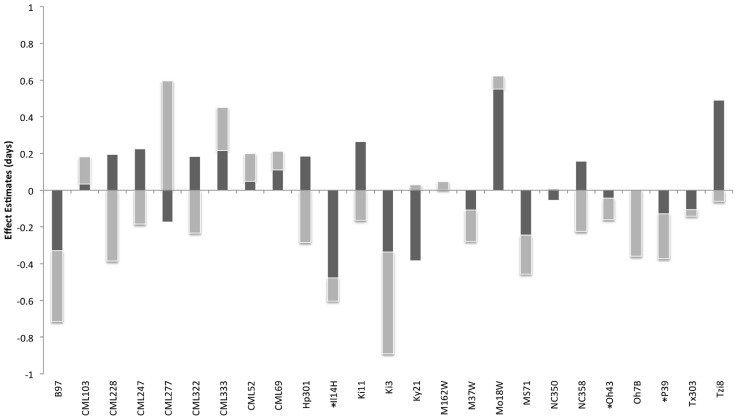 1
0.8
0.6
0.4
0.2
0
-0.2
-0.4
-0.6
-0.8
-1
Effect Estimates (days)
B97
CML103
CML228
CML247
CML277
CML322
CML333
CML52
CML69
Hp301
*Il14H
Ki11
Ki3
Ky21
M162W
M37W
Mo18W
MS71
NC350
NC358
*Oh43
Oh7B
*P39
Tx303
Tzi8